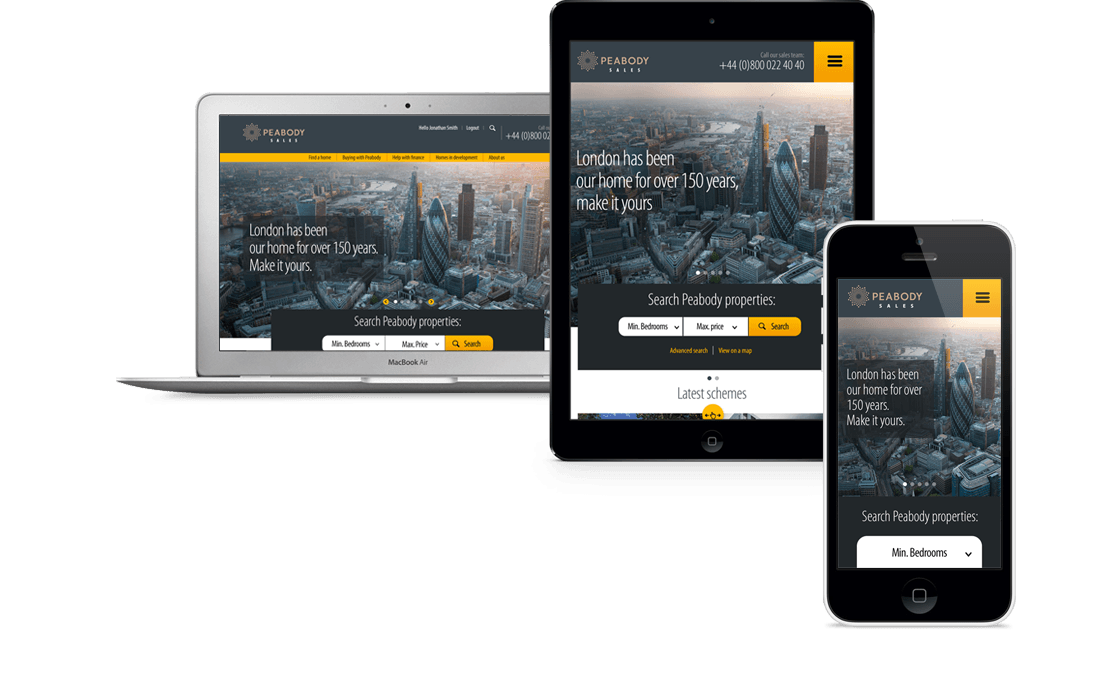 PEABODY
SALES
Hello Jonathan Smith | Logout
Call ou
+44 (0)800 02
Find a home | Buying with Peabody | Help with finance | Homes in development | About us
London has been
our home for over 150 years.
Make it yours.
Search Peabody properties:
Min. Bedrooms
Max. Price
Search
MacBook Air
PEABODY
SALES
Call our sales team:
+44 (0)800 022 40 40
London has been
our home for over 150 years,
make it yours
Search Peabody properties:
Min. Bedrooms
Max. price
Search
Advanced search | View on a map
Latest schemes
PEABODY
SALES
London has been
our home for over
150 years.
Make it yours.
Search Peabody properties:
Min. Bedrooms